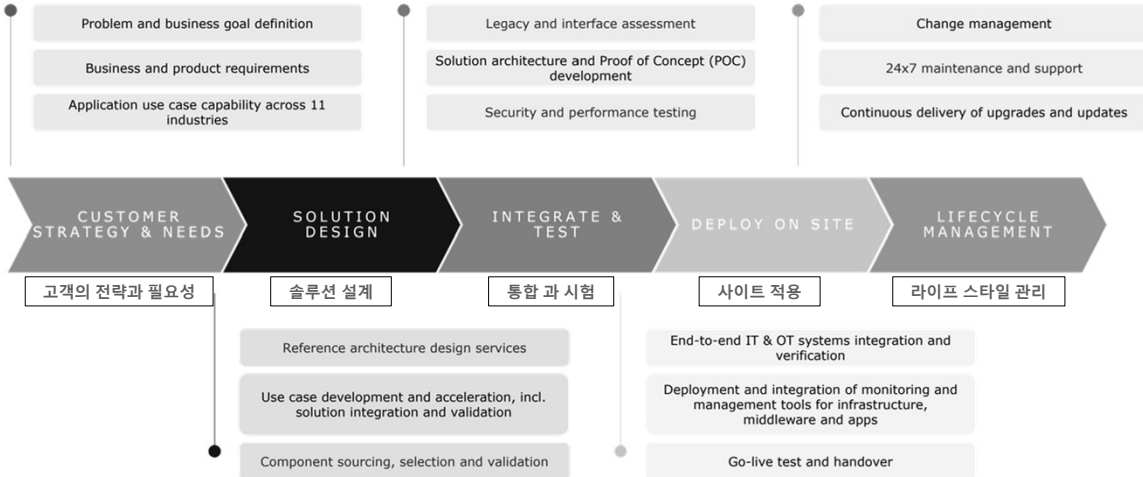 Problem and business goal definition
Business and product requirements
Application use case capability across 11
industries
Legacy and interface assessment
Solution architecture and Proof of Concept (POC)
development
Security and performance testing
Change management
24x7 maintenance and support
Continuous delivery of upgrades and updates
CUSTOMER
STRATEGY & NEEDS
SOLUTION
DESIGN
INTEGRATE &
TEST
DEPLOY ON SITE
LIFECYCLE
MANAGEMENT
고객의 전략과 필요성
솔루션 설계
통합 과 시험
사이트 적용
라이프 스타일 관리
Reference architecture design services
Use case development and acceleration, incl.
solution integration and validation
Component sourcing, selection and validation
End-to-end IT & OT systems integration and
verification
Deployment and integration of monitoring and
management tools for infrastructure,
middleware and apps
Go-live test and handover